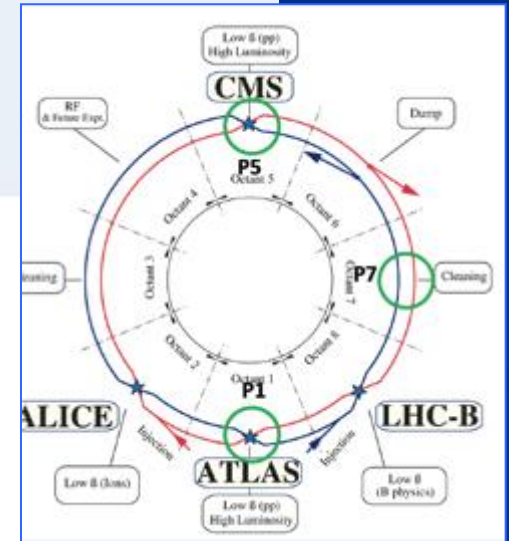 Low ß (pp)
High Luminosity
CMS
RF
& Future Expt.
Dump
P5
Octant 5
Octant 4
Octant 6
Octant 3
Octant 7
P7
Cleaning
eaning
Octant 2
Octant 8
Octant 1
P1
ALICE
LHC-B
Injection
Injection
ATLAS
Low ß (Ions)
Low ß
(B physics)
Low ß (pp)
High Luminosity